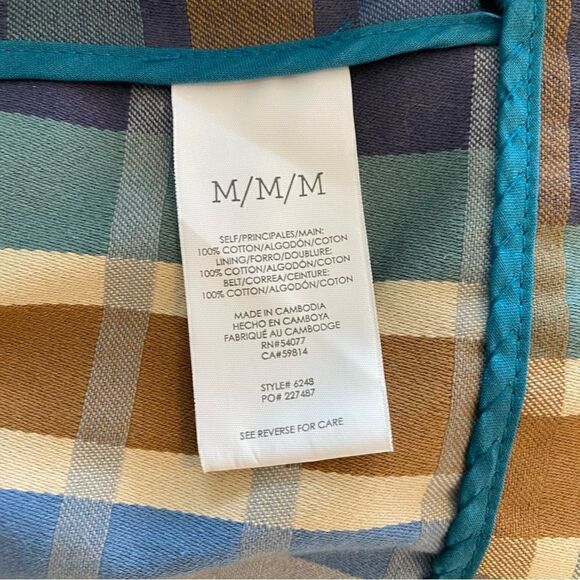 M/M/M
SELF/PRINCIPALES/MAIN:
100% COTTON/ALGODÓN/COTON
LINING/FORRO/DOUBLURE:
100% COTTON/ALGODÓN/COTON
BELT/CORREA/CEINTURE:
100% COTTON/ALGODÓN/COTON
MADE IN CAMBODIA
HECHO EN CAMBOYA
FABRIQUÉ AU CAMBODGE
RN#54077
CA#59814
STYLE# 6248
PO# 227487
SEE REVERSE FOR CARE